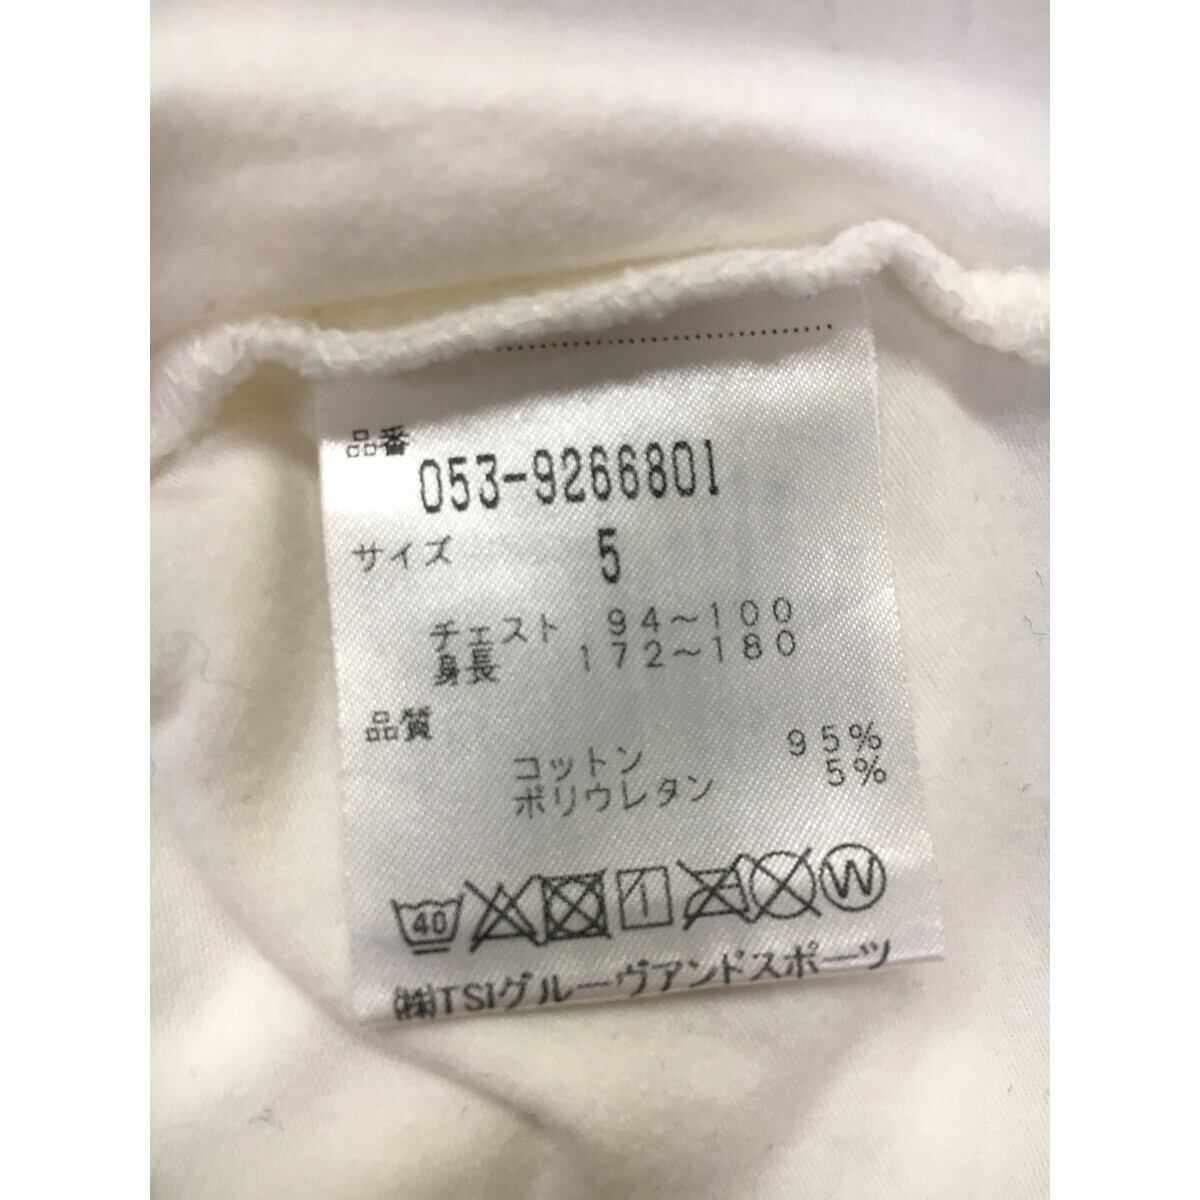 品番
053-9266801
サイズ 5
チェスト 94～100
身長 172～180
品質
コットン 95%
ポリウレタン 5%
40 W
㈱TSIグルーヴアンドスポーツ